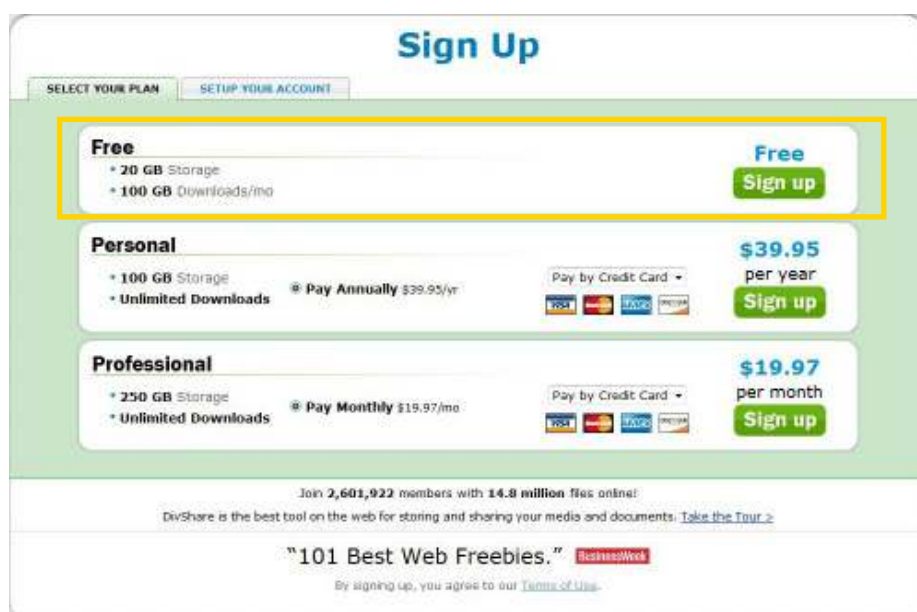 Sign Up
SELECT YOUR PLAN
SETUP YOUR ACCOUNT
Free
• 20 GB Storage
• 100 GB Downloads/mo
Free
Sign up
Personal
• 100 GB Storage
• Unlimited Downloads
Pay Annually $39.95/yr
Pay by Credit Card
VISA
$39.95
per year
Sign up
Professional
• 250 GB Storage
• Unlimited Downloads
Pay Monthly $19.97/mo
Pay by Credit Card
VISA
$19.97
per month
Sign up
Join 2,601,922 members with 14.8 million files online!
DivShare is the best tool on the web for storing and sharing your media and documents. Take the Tour >
"101 Best Web Freebies." BusinessWeek
By signing up, you agree to our Terms of Use.